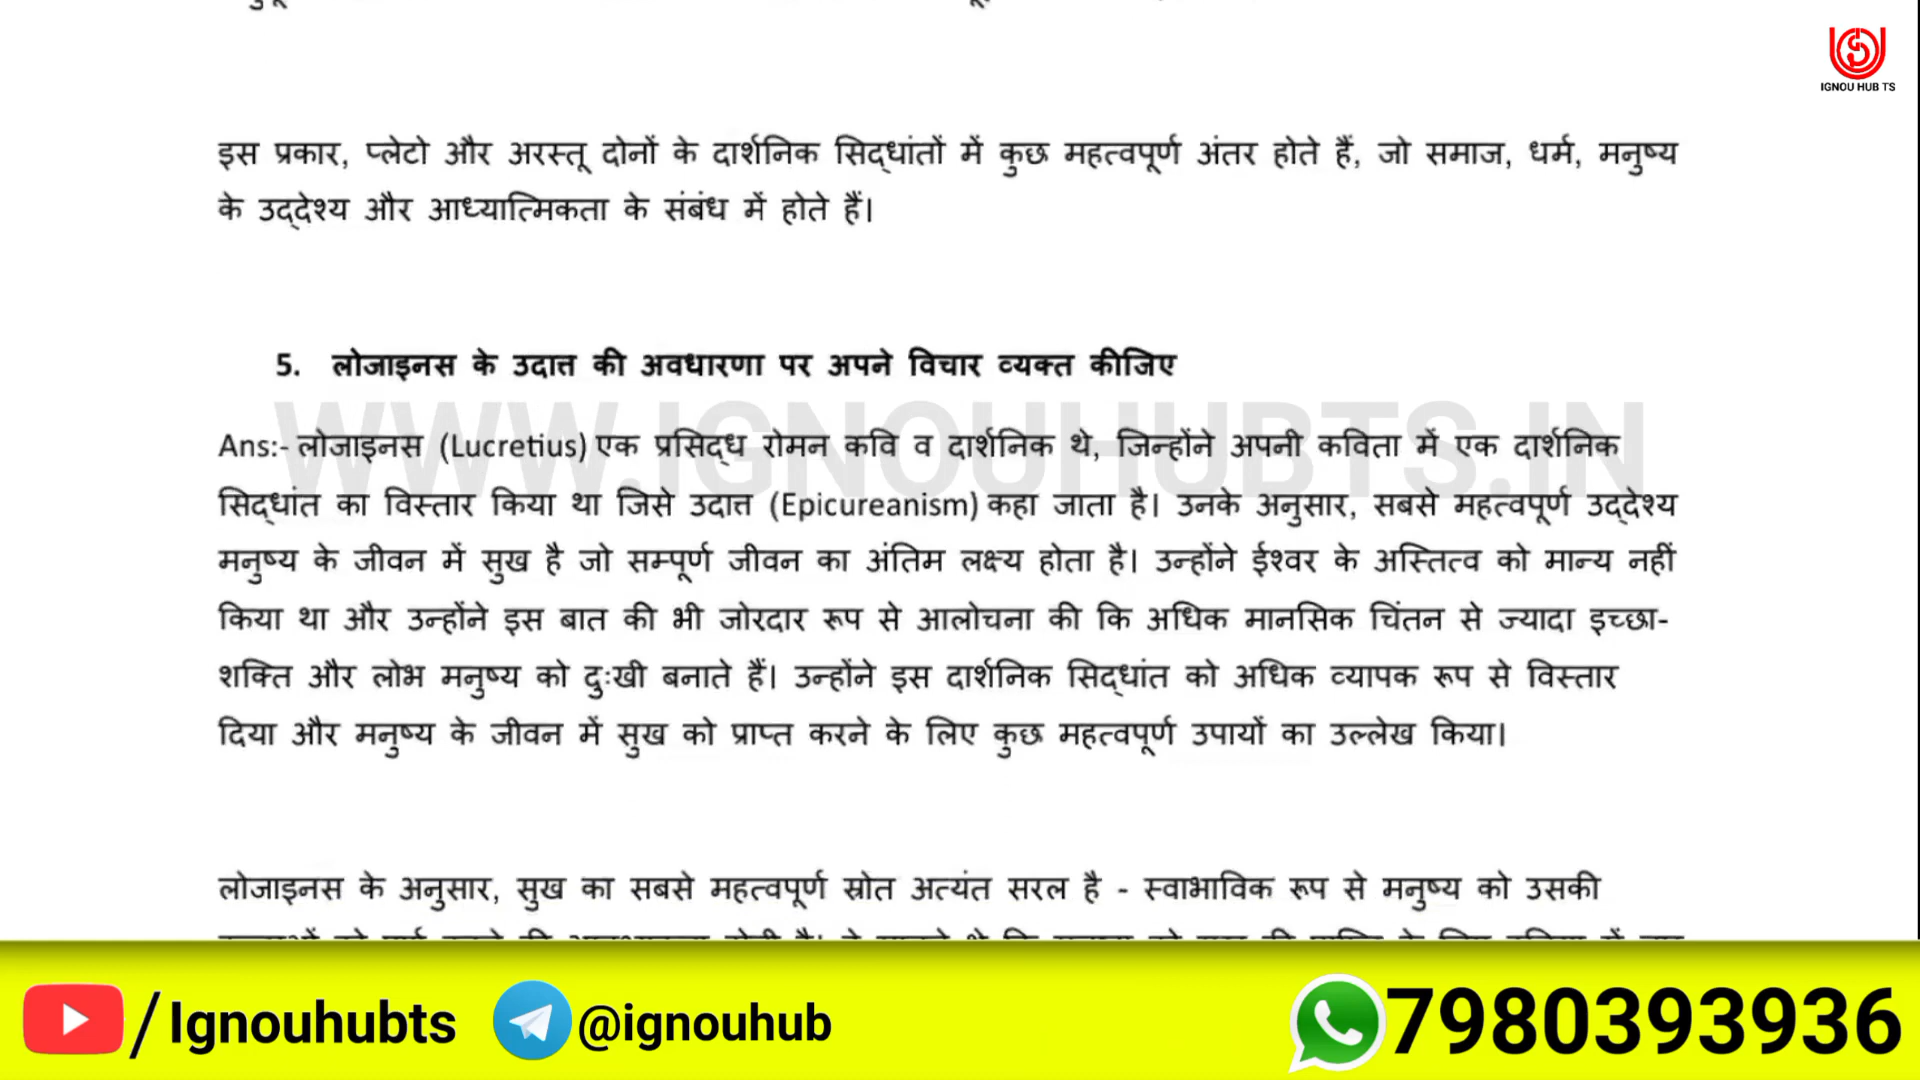 IGNOU HUB TS
इस प्रकार, प्लेटो और अरस्तू दोनों के दार्शनिक सिद्धांतों में कुछ महत्वपूर्ण अंतर होते हैं, जो समाज, धर्म, मनुष्य
के उद्देश्य और आध्यात्मिकता के संबंध में होते हैं।
5. लोजाइनस के उदात्त की अवधारणा पर अपने विचार व्यक्त कीजिए
WWW.IGNOUHUBTS.IN
Ans:- लोजाइनस (Lucretius) एक प्रसिद्ध रोमन कवि व दार्शनिक थे, जिन्होंने अपनी कविता में एक दार्शनिक
सिद्धांत का विस्तार किया था जिसे उदात्त (Epicureanism) कहा जाता है। उनके अनुसार, सबसे महत्वपूर्ण उद्देश्य
मनुष्य के जीवन में सुख है जो सम्पूर्ण जीवन का अंतिम लक्ष्य होता है। उन्होंने ईश्वर के अस्तित्व को मान्य नहीं
किया था और उन्होंने इस बात की भी जोरदार रूप से आलोचना की कि अधिक मानसिक चिंतन से ज्यादा इच्छा-
शक्ति और लोभ मनुष्य को दुःखी बनाते हैं। उन्होंने इस दार्शनिक सिद्धांत को अधिक व्यापक रूप से विस्तार
दिया और मनुष्य के जीवन में सुख को प्राप्त करने के लिए कुछ महत्वपूर्ण उपायों का उल्लेख किया।
लोजाइनस के अनुसार, सुख का सबसे महत्वपूर्ण स्रोत अत्यंत सरल है - स्वाभाविक रूप से मनुष्य को उसकी
/Ignouhubts @ignouhub 7980393936